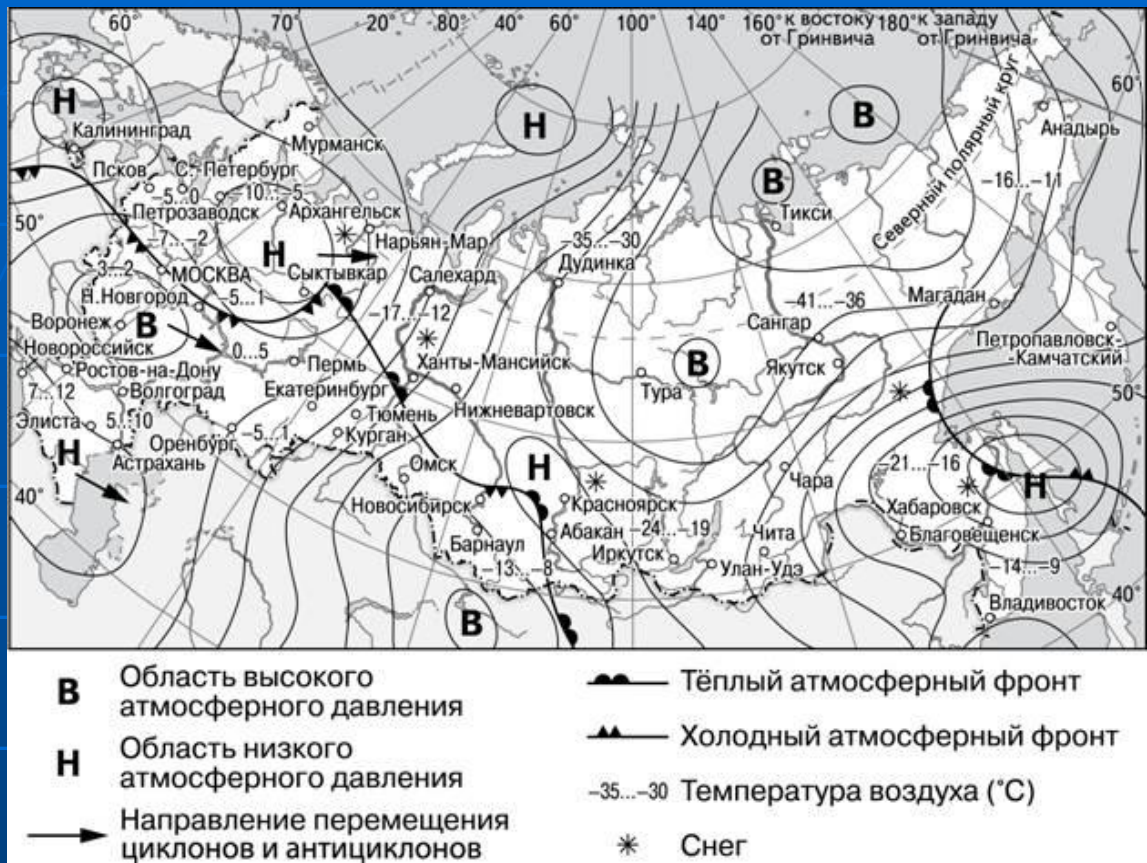 60° 70° 20° 80° 40° 60° 100° 140° 160° к востоку от Гринвича 180° к западу от Гринвича
60°
Н
Калининград
Мурманск
Н
В
Анадырь
Северный полярный круг
Псков
С.-Петербург
−5...0
−10...−5
В
Тикси
−16...−11
50°
Петрозаводск
Архангельск
−7...−2
Н
Нарьян-Мар
−35...−30
Дудинка
−3...2
МОСКВА
Сыктывкар
Салехард
Н.Новгород
−5...1
−17...−12
−41...−36
Магадан
Воронеж
В
Сангар
Петропавловск-
-Камчатский
Новороссийск
0...5
Пермь
Ханты-Мансийск
Тура
В
Якутск
Ростов-на-Дону
Екатеринбург
7...12
Волгоград
Тюмень
Нижневартовск
50°
Элиста
5...10
Оренбург
−5...1
Курган
Н
Астрахань
Омск
Н
Чара
−21...−16
Н
40°
Новосибирск
Красноярск
Хабаровск
Абакан
−24...−19
Чита
Благовещенск
Барнаул
Иркутск
−13...−8
Улан-Удэ
−14...−9
40°
В
Владивосток
В Область высокого
атмосферного давления
Н Область низкого
атмосферного давления
Направление перемещения
циклонов и антициклонов
Тёплый атмосферный фронт
Холодный атмосферный фронт
−35...−30 Температура воздуха (°С)
Снег